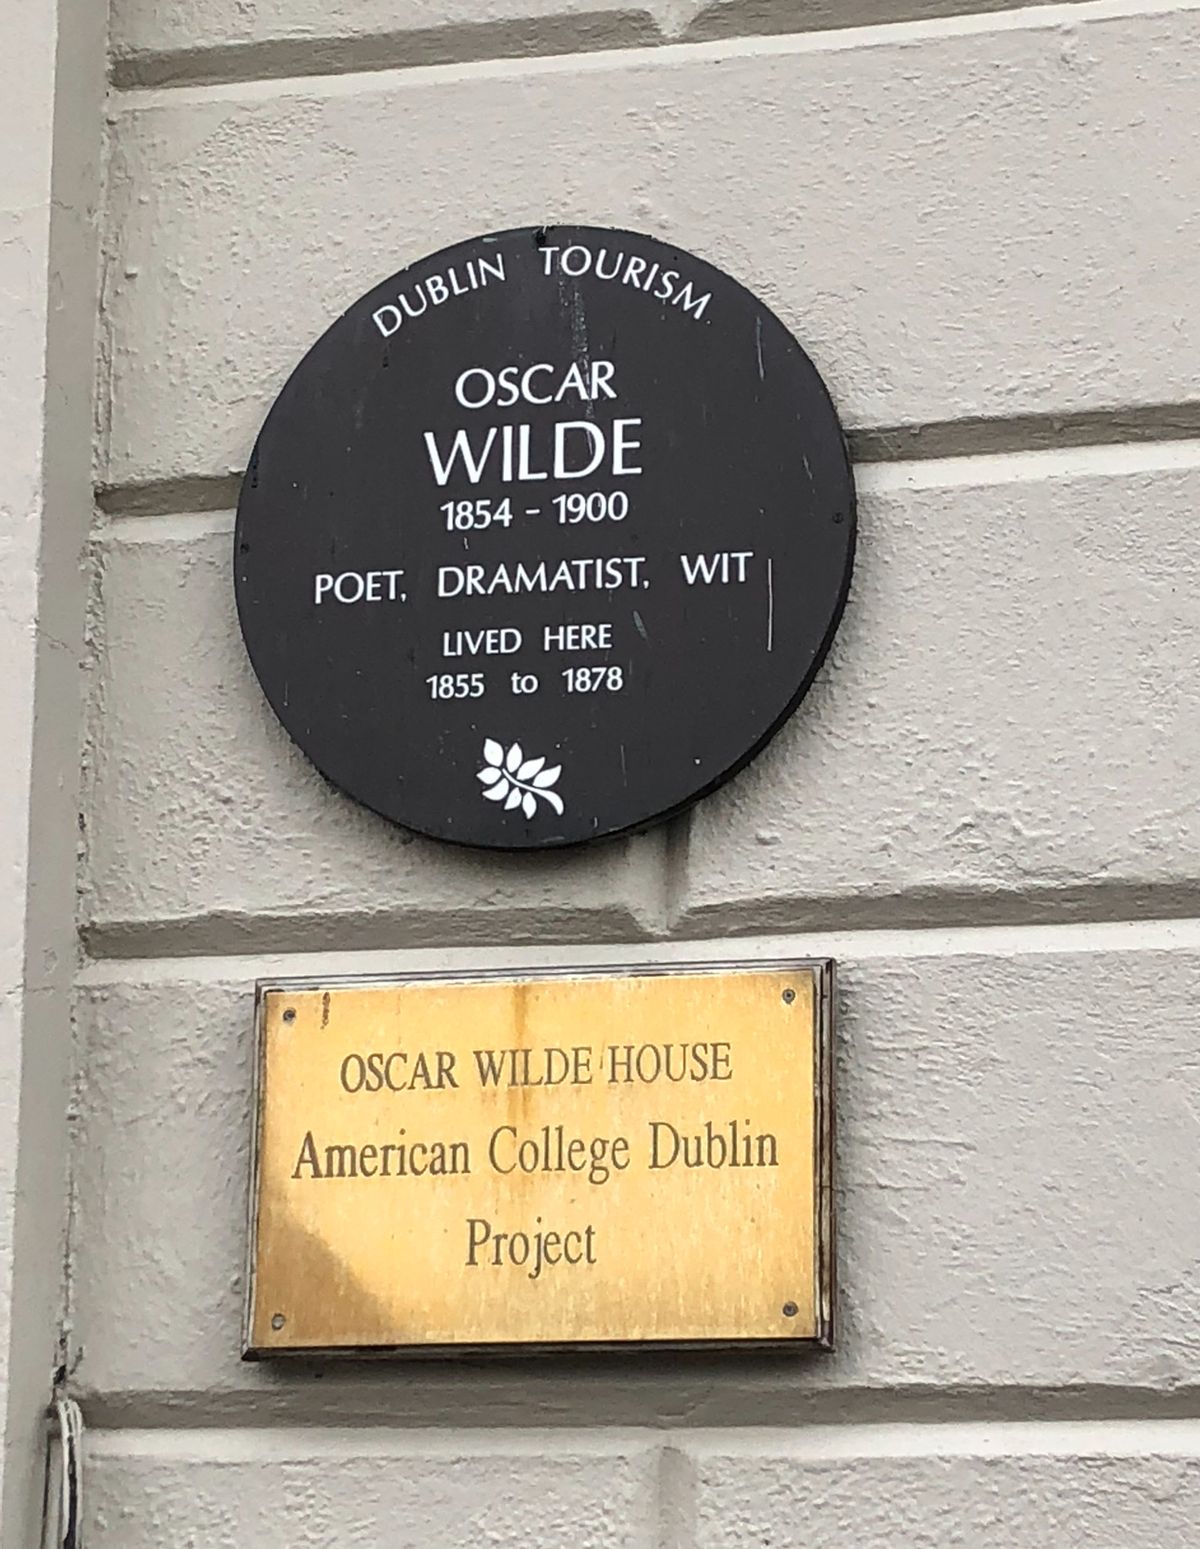 DUBLIN TOURISM
OSCAR
WILDE
1854 - 1900
POET, DRAMATIST, WIT
LIVED HERE
1855 to 1878
OSCAR WILDE HOUSE
American College Dublin
Project